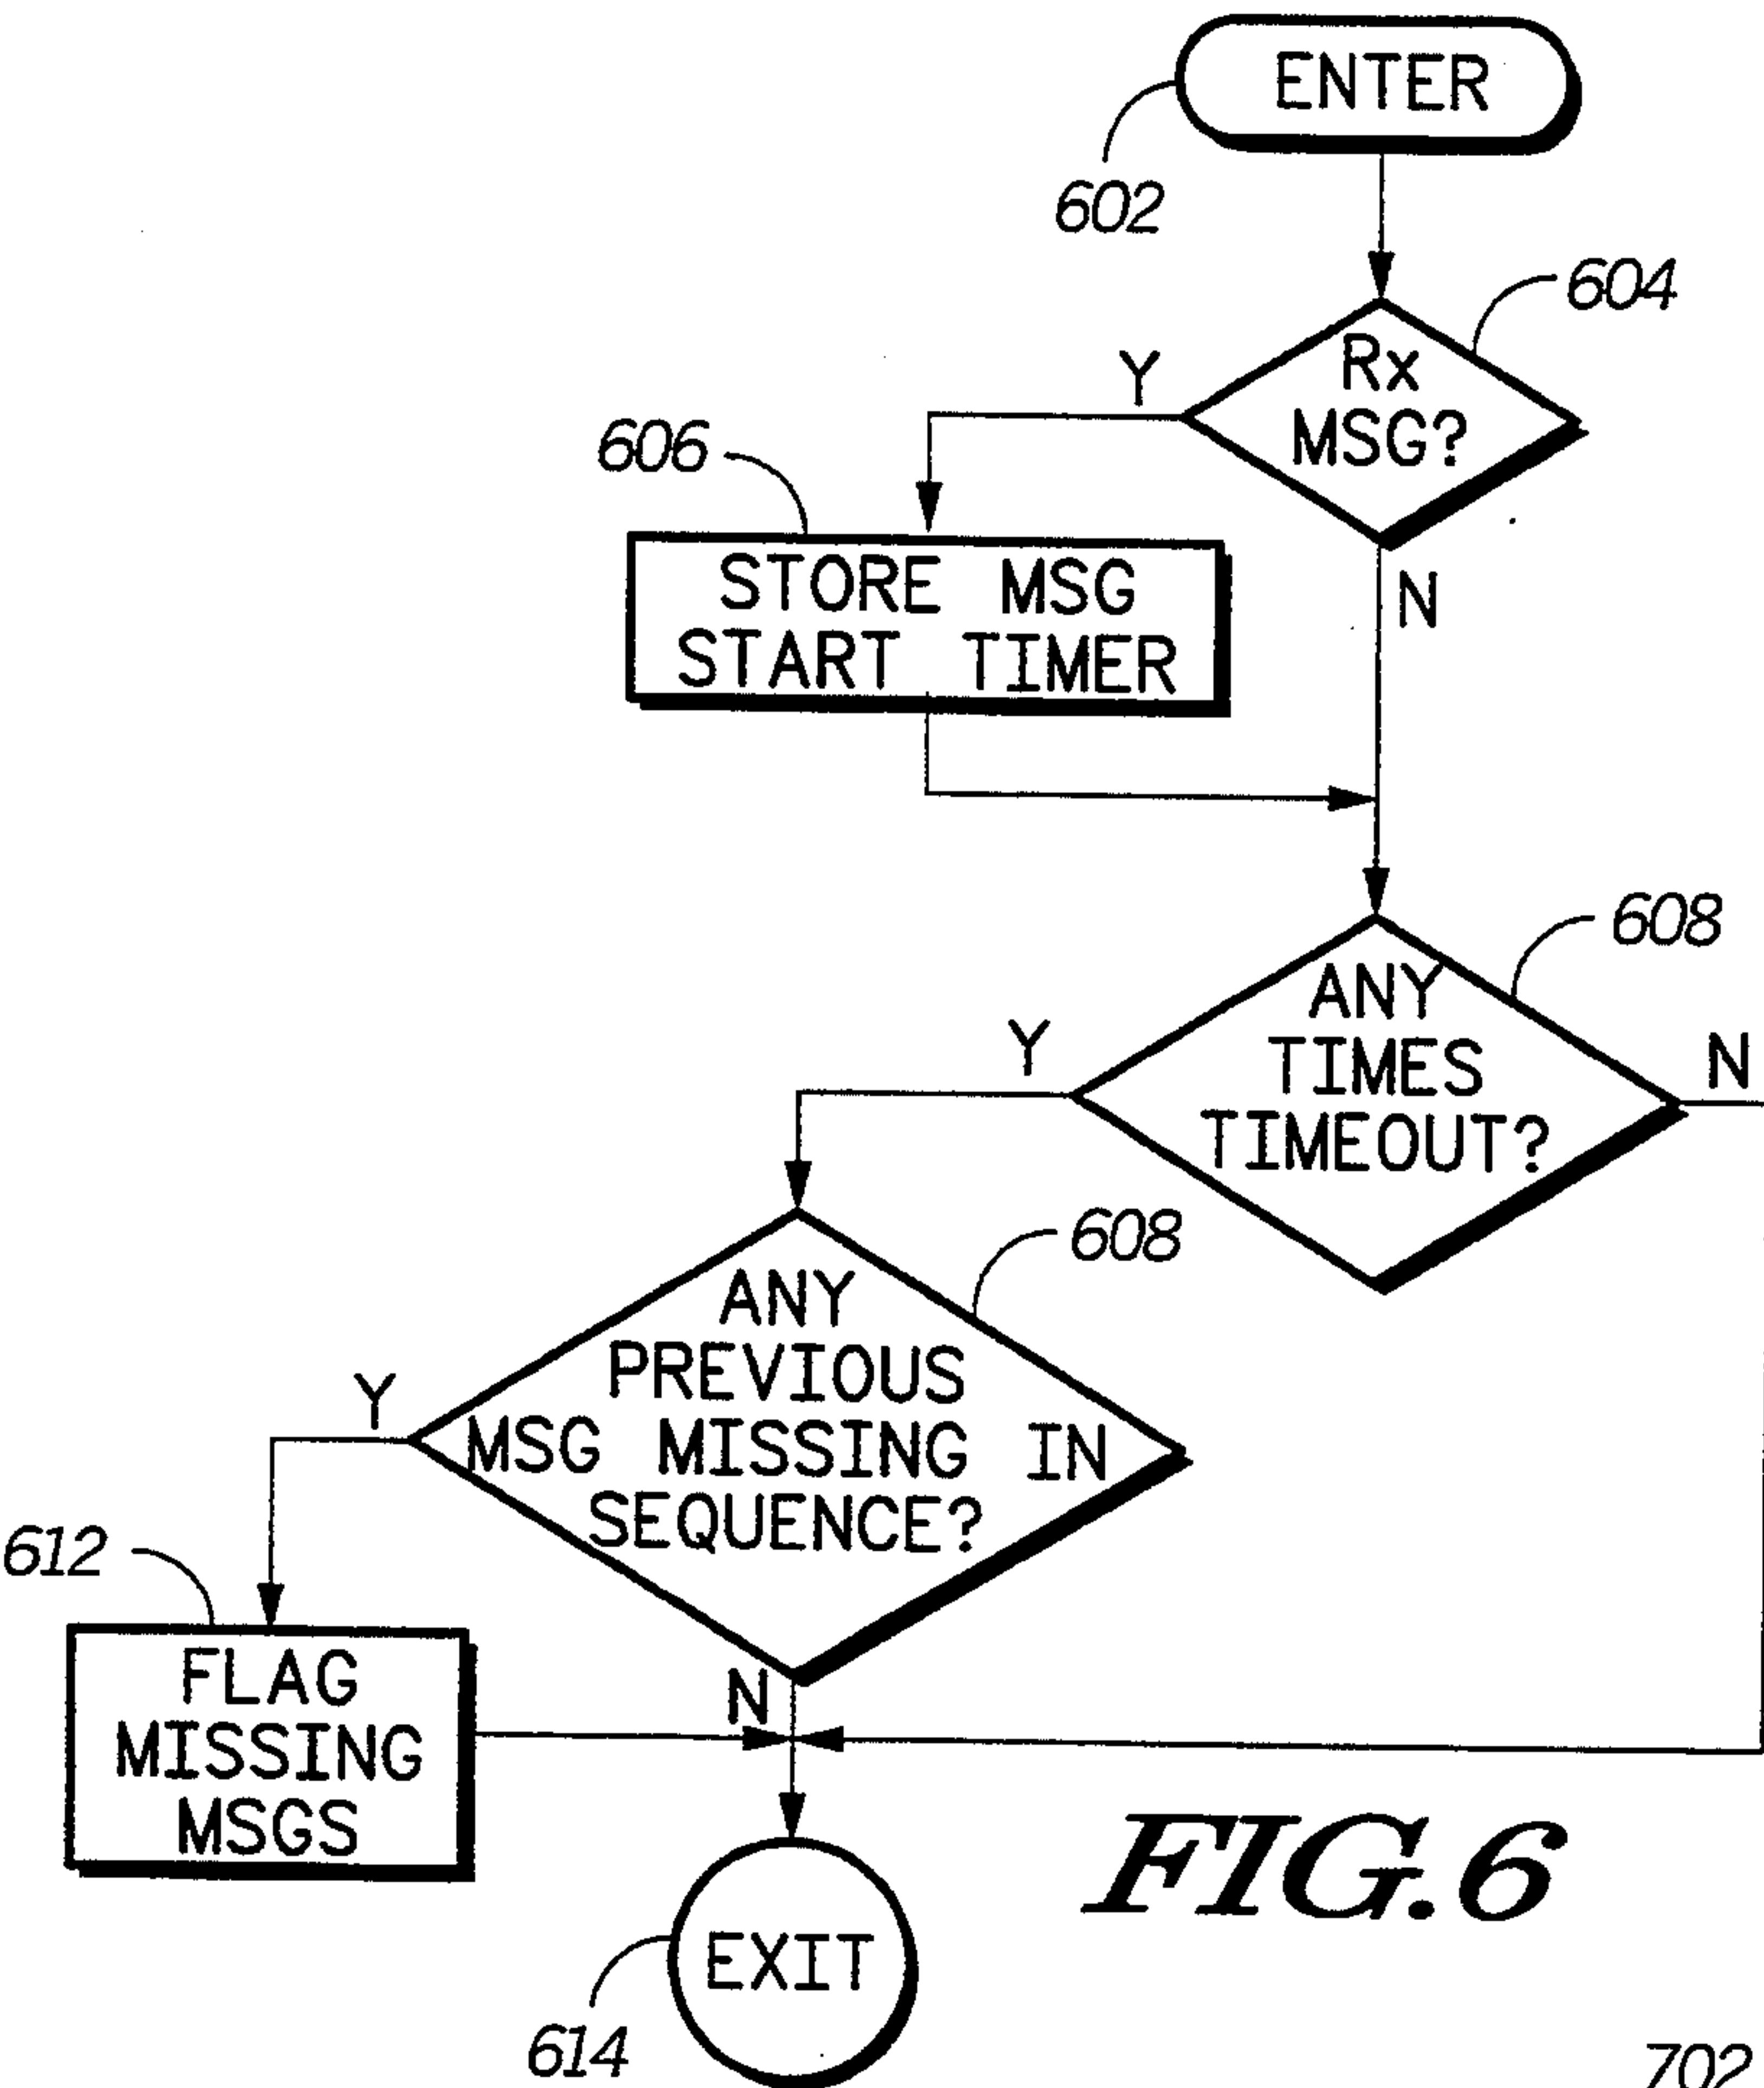 ENTER
602
604
Rx
MSG?
Y
606
STORE MSG
START TIMER
N
608
ANY
TIMES
TIMEOUT?
Y
N
608
ANY
PREVIOUS
MSG MISSING IN
SEQUENCE?
Y
612
FLAG
MISSING
MSGS
N
EXIT
614
FIG.6
702